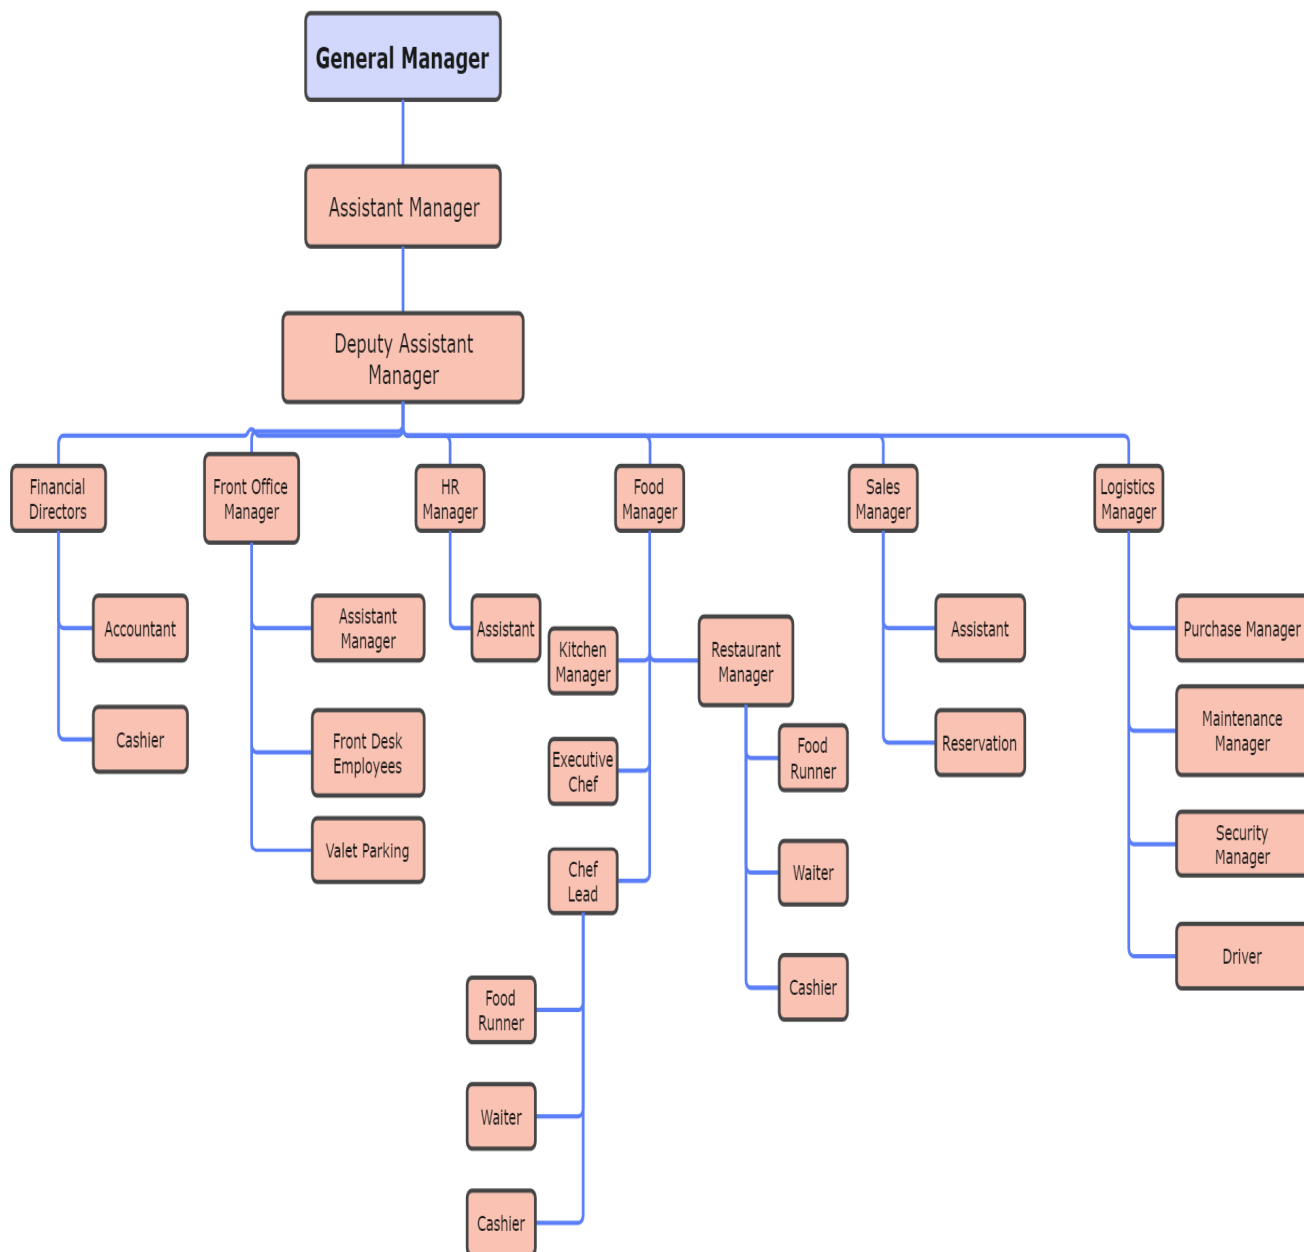 General Manager
Assistant Manager
Deputy Assistant
Manager
Financial
Directors
Front Office
Manager
HR
Manager
Food
Manager
Sales
Manager
Logistics
Manager
Accountant
Cashier
Assistant
Manager
Front Desk
Employees
Valet Parking
Assistant
Kitchen
Manager
Executive
Chef
Chef
Lead
Food
Runner
Waiter
Cashier
Restaurant
Manager
Food
Runner
Waiter
Cashier
Assistant
Reservation
Purchase Manager
Maintenance
Manager
Security
Manager
Driver